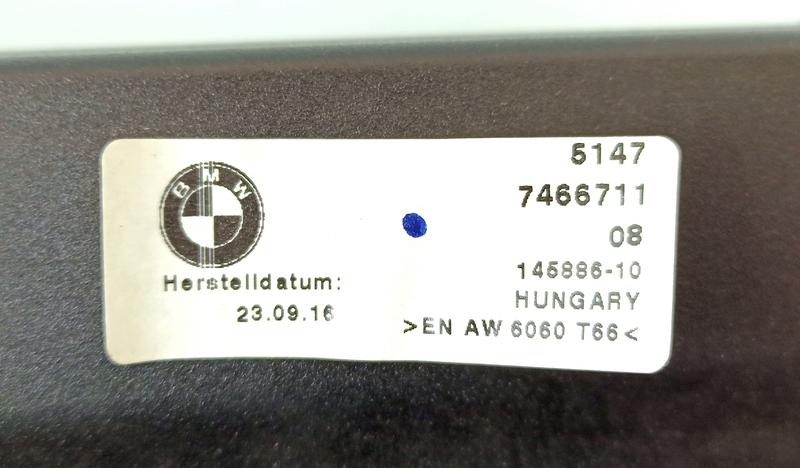 BMW
Herstelldatum:
23.09.16
5147
7466711
08
145886-10
HUNGARY
>EN AW 6060 T66<